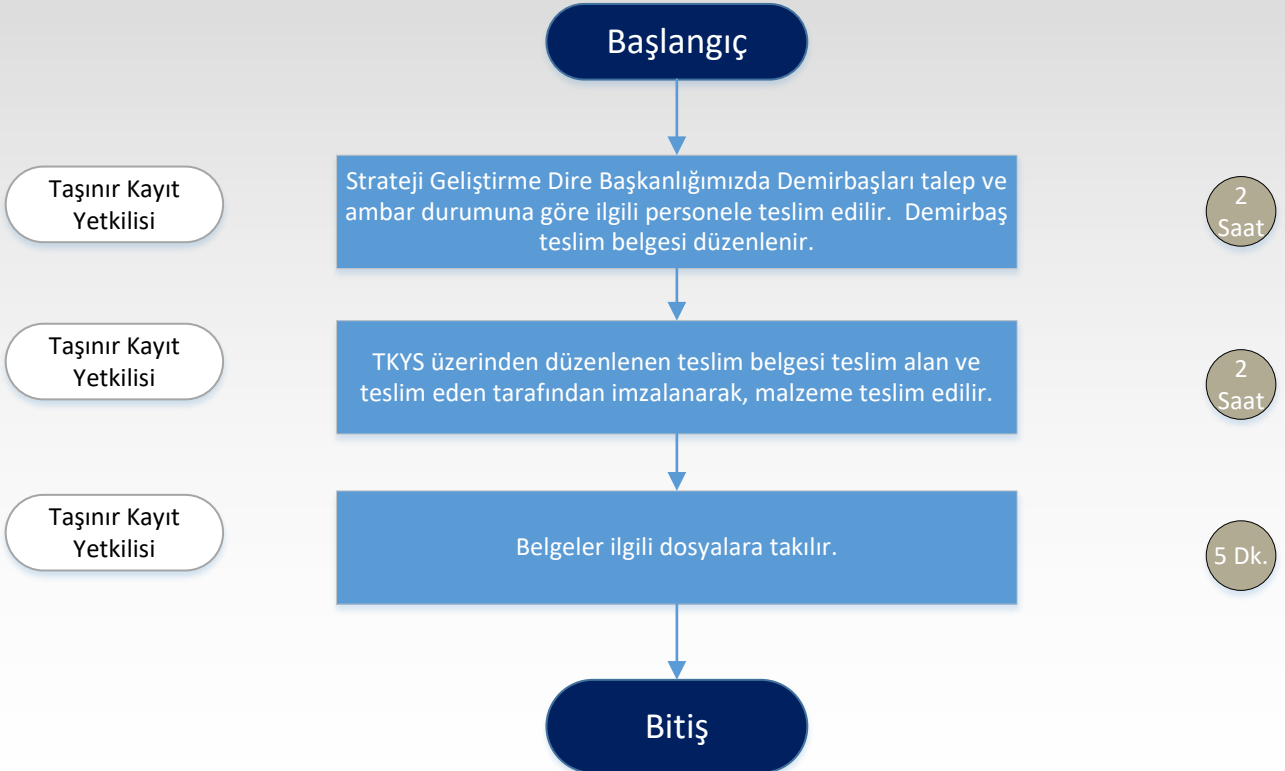 Başlangıç
Taşınır Kayıt
Yetkilisi
Strateji Geliştirme Dire Başkanlığımızda Demirbaşları talep ve
ambar durumuna göre ilgili personele teslim edilir.  Demirbaş
teslim belgesi düzenlenir.
2
Saat
Taşınır Kayıt
Yetkilisi
TKYS üzerinden düzenlenen teslim belgesi teslim alan ve
teslim eden tarafından imzalanarak, malzeme teslim edilir.
2
Saat
Taşınır Kayıt
Yetkilisi
Belgeler ilgili dosyalara takılır.
5 Dk.
Bitiş